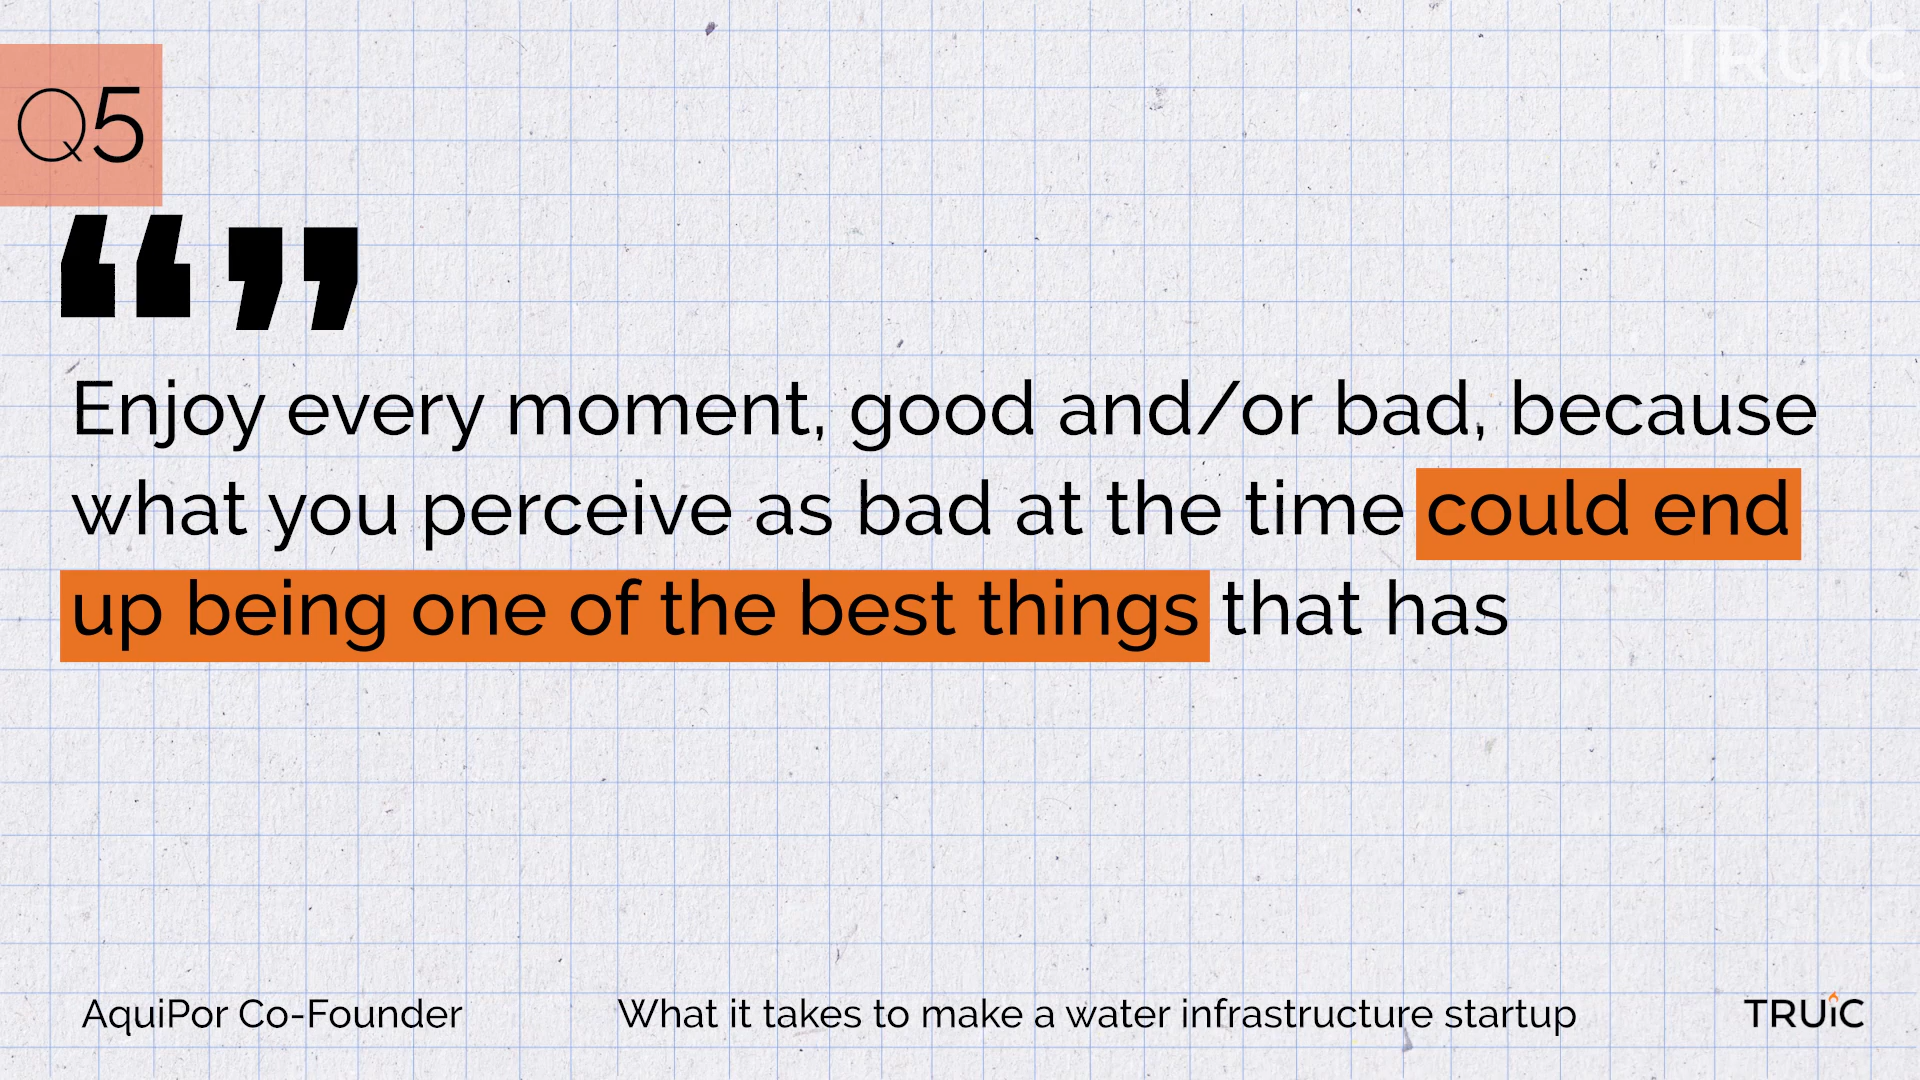 TRUiC
Q5
“”
Enjoy every moment, good and/or bad, because
what you perceive as bad at the time could end
up being one of the best things that has
AquiPor Co-Founder
What it takes to make a water infrastructure startup
TRUiC